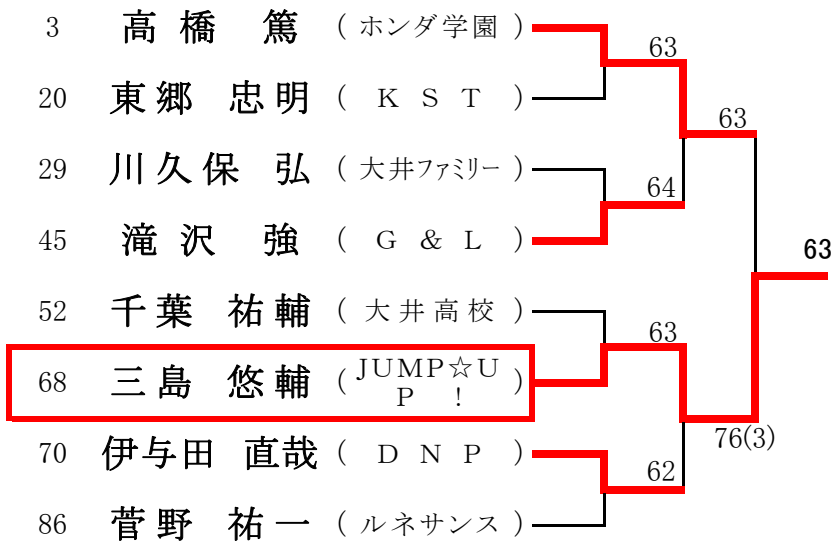 3 高橋 篤 (ホンダ学園)
63
20 東郷 忠明 (KST)
63
29 川久保 弘 (大井ファミリー)
64
45 滝沢 強 (G&L)
63
52 千葉 祐輔 (大井高校)
63
68 三島 悠輔 (JUMP☆U
P!)
70 伊与田 直哉 (DNP)
76(3)
62
86 菅野 祐一 (ルネサンス)